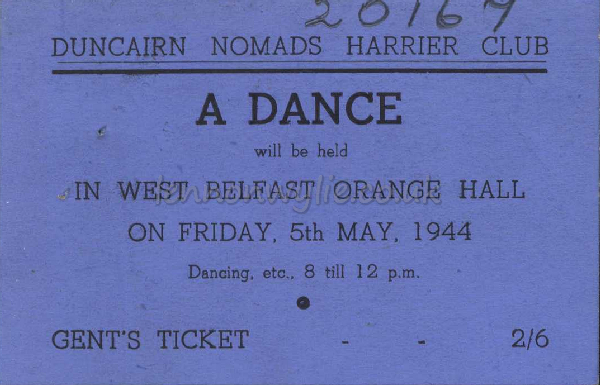 20167
DUNCAIRN NOMADS HARRIER CLUB
A DANCE
will be held
IN WEST BELFAST ORANGE HALL
ON FRIDAY, 5th MAY, 1944
Dancing, etc., 8 till 12 p.m.
GENT'S TICKET - - 2/6